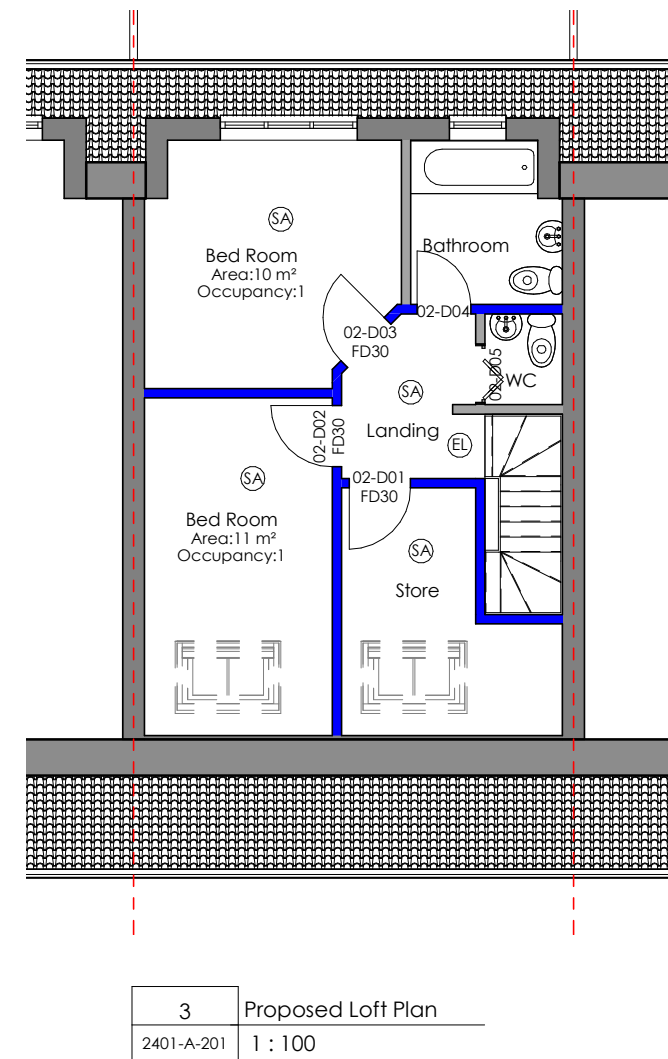 SA
Bed Room
Area:10 m²
Occupancy:1
Bathroom
02-D04
02-D03
FD30
02-D05
WC
SA
Landing
EL
02-D02
FD30
02-D01
FD30
SA
Bed Room
Area:11 m²
Occupancy:1
SA
Store
3
Proposed Loft Plan
2401-A-201
1 : 100